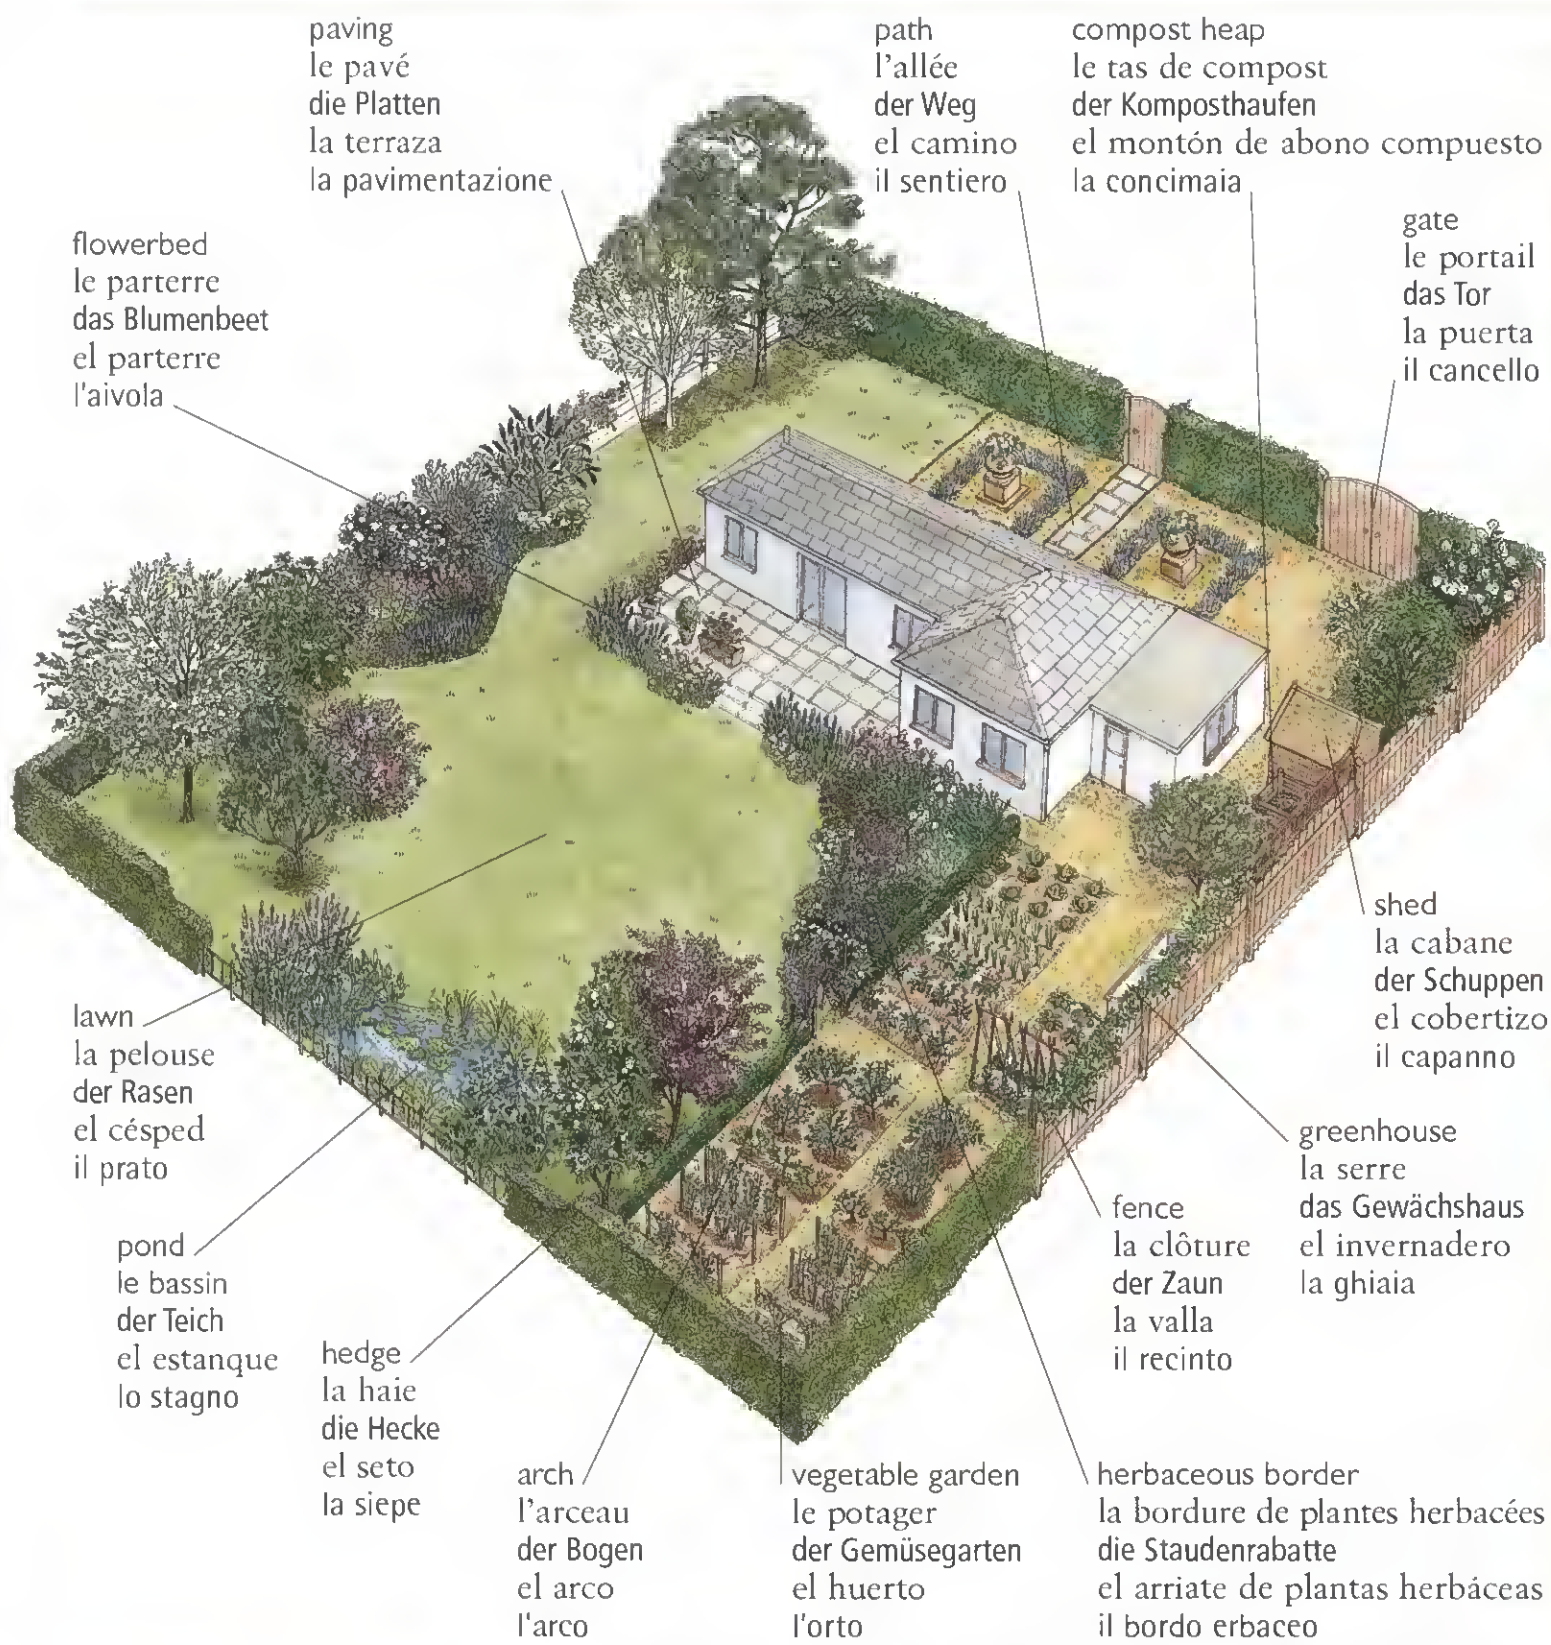 paving
le pavé
die Platten
la terraza
la pavimentazione
path
l'allée
der Weg
el camino
il sentiero
compost heap
le tas de compost
der Komposthaufen
el montón de abono compuesto
la concimaia
gate
le portail
das Tor
la puerta
il cancello
flowerbed
le parterre
das Blumenbeet
el parterre
l'aivola
shed
la cabane
der Schuppen
el cobertizo
il capanno
lawn
la pelouse
der Rasen
el césped
il prato
greenhouse
la serre
das Gewächshaus
el invernadero
la ghiaia
fence
la clôture
der Zaun
la valla
il recinto
pond
le bassin
der Teich
el estanque
lo stagno
hedge
la haie
die Hecke
el seto
la siepe
arch
l'arceau
der Bogen
el arco
l'arco
vegetable garden
le potager
der Gemüsegarten
el huerto
l'orto
herbaceous border
la bordure de plantes herbacées
die Staudenrabatte
el arriate de plantas herbáceas
il bordo erbaceo